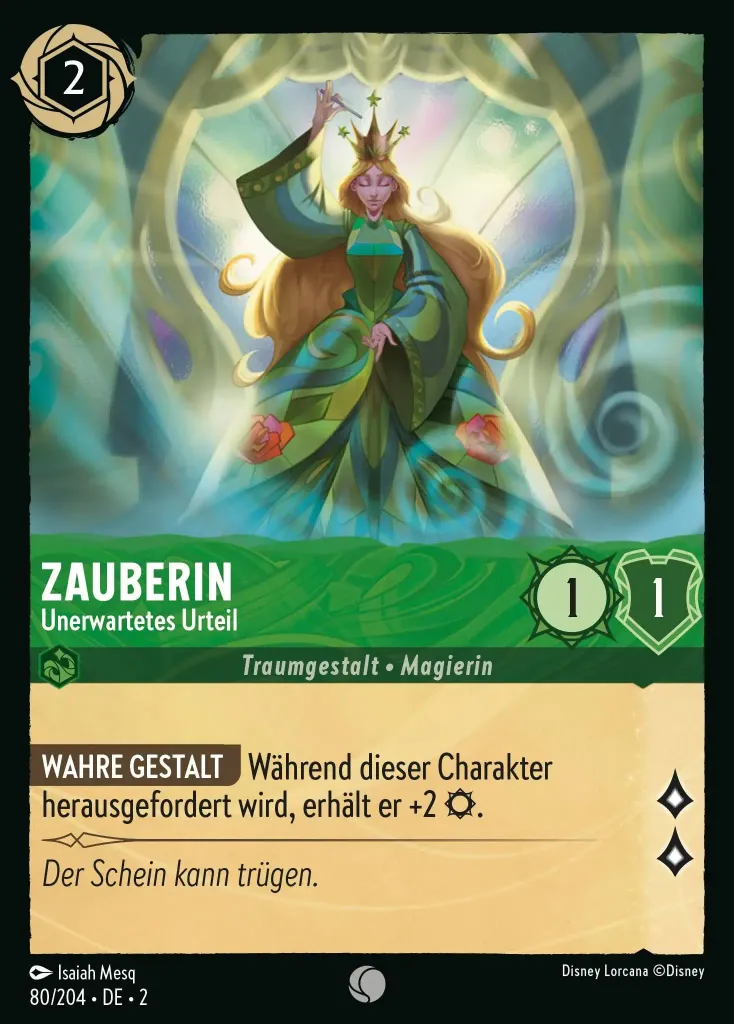 2
ZAUBERIN
Unerwartetes Urteil
1
1
Traumgestalt • Magierin
WAHRE GESTALT Während dieser Charakter
herausgefordert wird, erhält er +2 .
Der Schein kann trügen.
Isaiah Mesq
Disney Lorcana ©Disney
80/204 • DE • 2